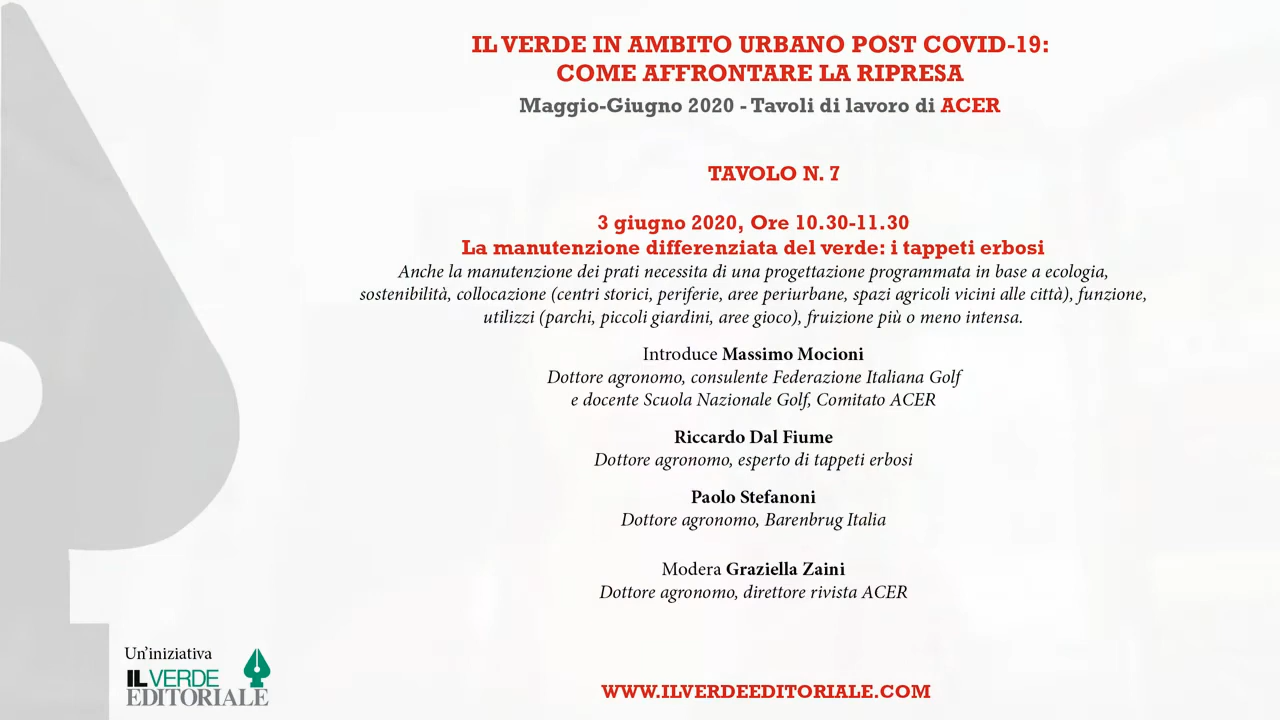 IL VERDE IN AMBITO URBANO POST COVID-19:
COME AFFRONTARE LA RIPRESA
Maggio-Giugno 2020 - Tavoli di lavoro di ACER
TAVOLO N. 7
3 giugno 2020, Ore 10.30-11.30
La manutenzione differenziata del verde: i tappeti erbosi
Anche la manutenzione dei prati necessita di una progettazione programmata in base a ecologia,
sostenibilità, collocazione (centri storici, periferie, aree periurbane, spazi agricoli vicini alle città), funzione,
utilizzi (parchi, piccoli giardini, aree gioco), fruizione più o meno intensa.
Introduce Massimo Mocioni
Dottore agronomo, consulente Federazione Italiana Golf
e docente Scuola Nazionale Golf, Comitato ACER
Riccardo Dal Fiume
Dottore agronomo, esperto di tappeti erbosi
Paolo Stefanoni
Dottore agronomo, Barenbrug Italia
Modera Graziella Zaini
Dottore agronomo, direttore rivista ACER
Un'iniziativa
IL VERDE
EDITORIALE
WWW.ILVERDEEDITORIALE.COM